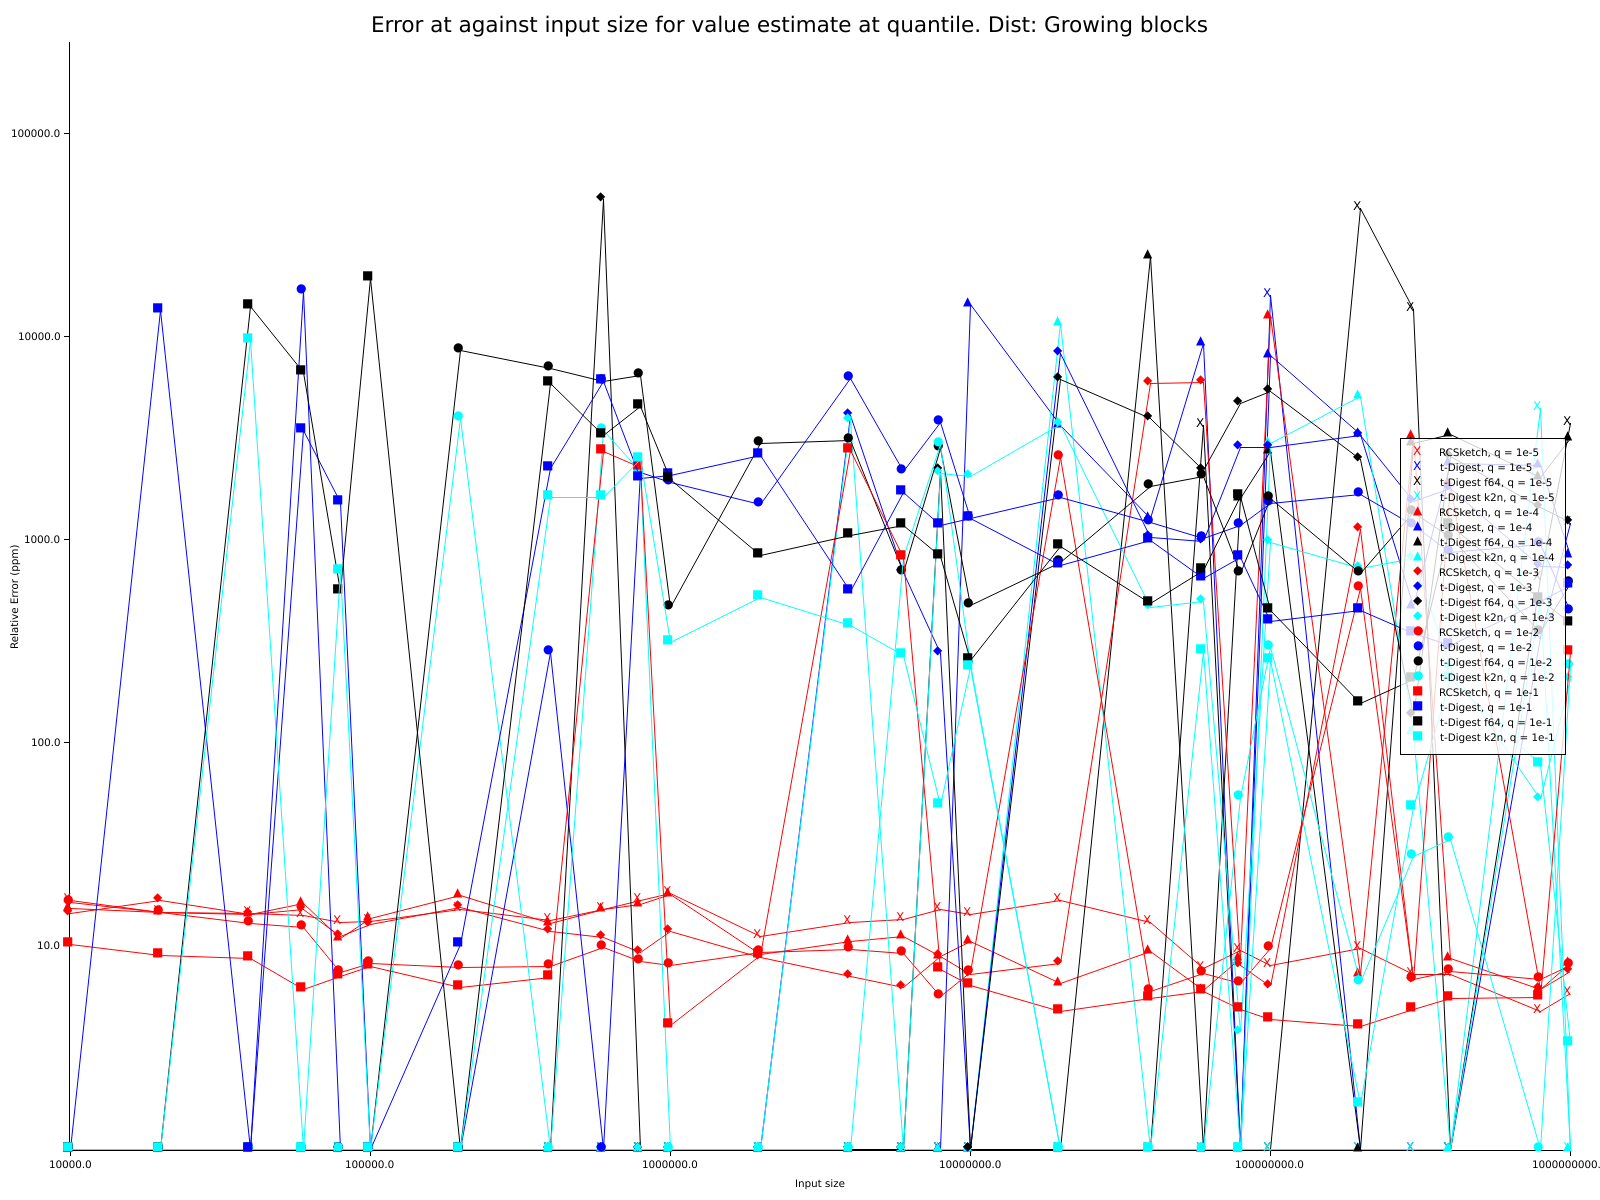 Error at against input size for value estimate at quantile. Dist: Growing blocks
100000.0
10000.0
1000.0
100.0
10.0
Relative Error (ppm)
RCSketch, q = 1e-5
t-Digest, q = 1e-5
t-Digest f64, q = 1e-5
t-Digest k2n, q = 1e-5
RCSketch, q = 1e-4
t-Digest, q = 1e-4
t-Digest f64, q = 1e-4
t-Digest k2n, q = 1e-4
RCSketch, q = 1e-3
t-Digest, q = 1e-3
t-Digest f64, q = 1e-3
t-Digest k2n, q = 1e-3
RCSketch, q = 1e-2
t-Digest, q = 1e-2
t-Digest f64, q = 1e-2
t-Digest k2n, q = 1e-2
RCSketch, q = 1e-1
t-Digest, q = 1e-1
t-Digest f64, q = 1e-1
t-Digest k2n, q = 1e-1
10000.0 100000.0 1000000.0 10000000.0 100000000.0 1000000000.
Input size